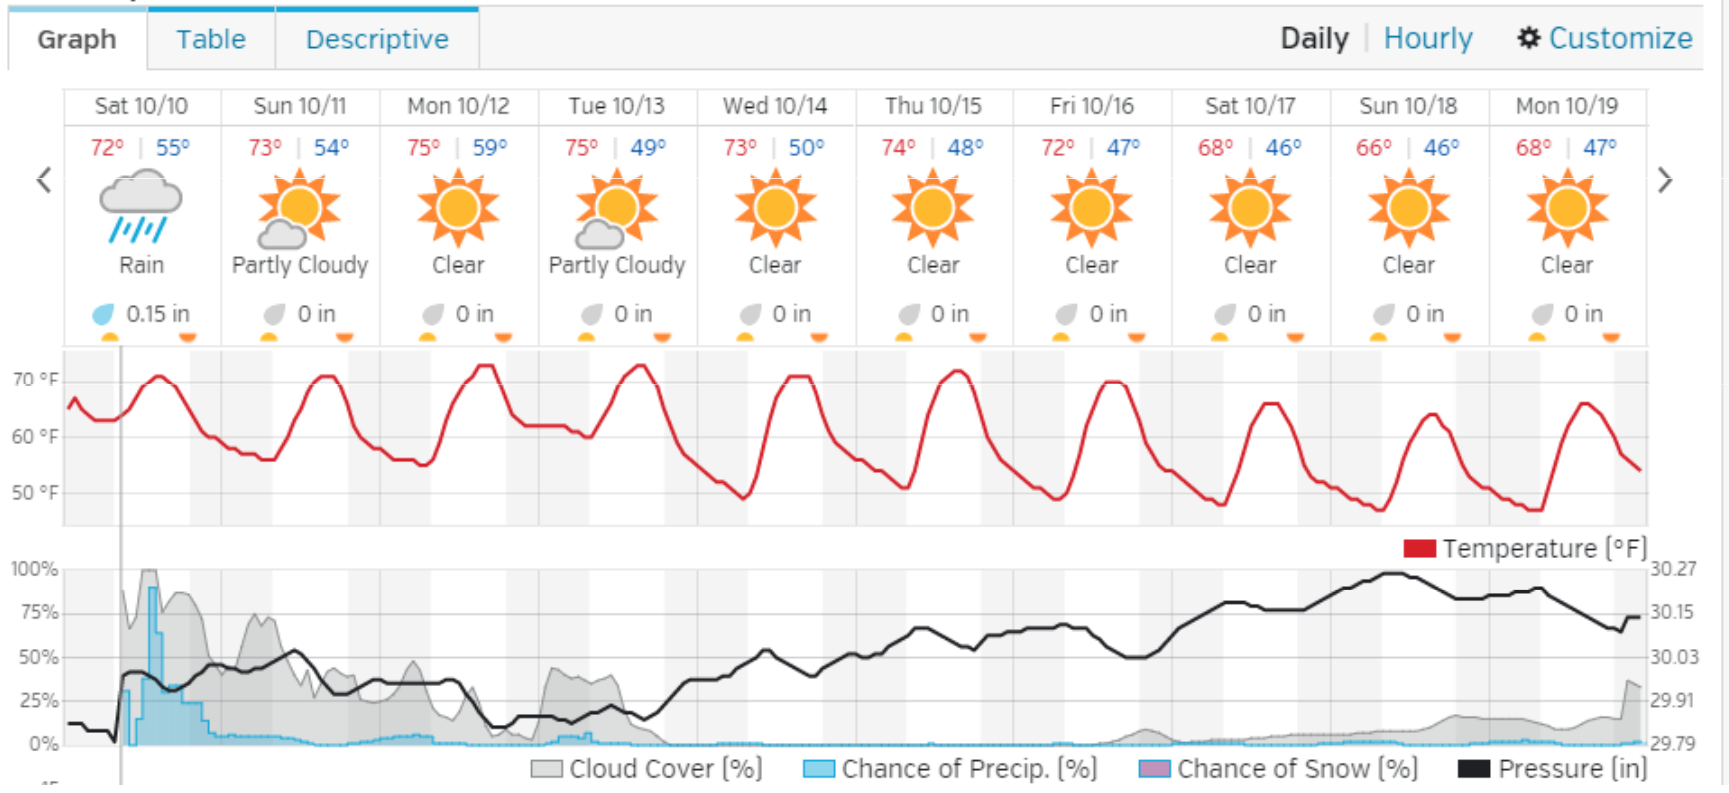 Graph Table Descriptive Daily | Hourly Customize
Sat 10/10 Sun 10/11 Mon 10/12 Tue 10/13 Wed 10/14 Thu 10/15 Fri 10/16 Sat 10/17 Sun 10/18 Mon 10/19
72° | 55° 73° | 54° 75° | 59° 75° | 49° 73° | 50° 74° | 48° 72° | 47° 68° | 46° 66° | 46° 68° | 47°
Rain Partly Cloudy Clear Partly Cloudy Clear Clear Clear Clear Clear Clear
0.15 in 0 in 0 in 0 in 0 in 0 in 0 in 0 in 0 in 0 in
70 °F
60 °F
50 °F
Temperature (°F)
100% 30.27
75% 30.15
50% 30.03
25% 29.91
0% 29.79
Cloud Cover (%) Chance of Precip. (%) Chance of Snow (%) Pressure (in)